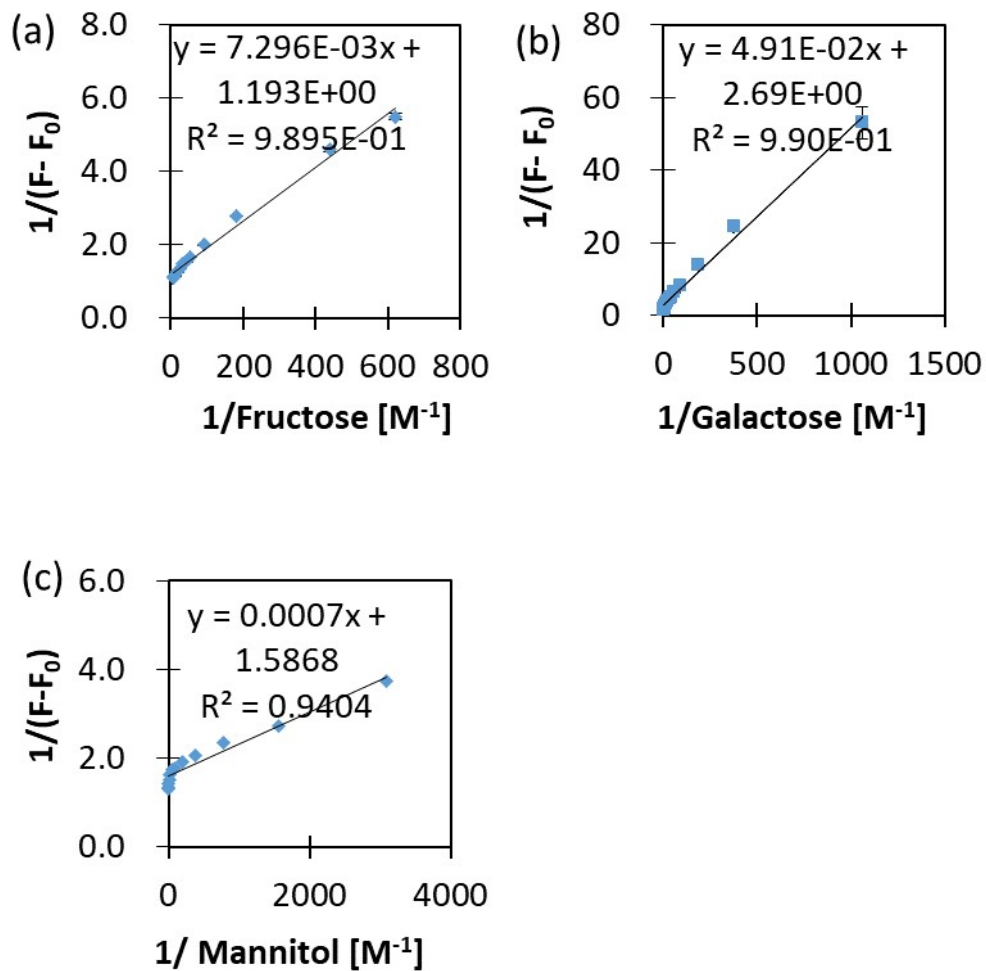 (a)
y = 7.296E-03x +
1.193E+00
R² = 9.895E-01
8.0
6.0
4.0
2.0
0.0
1/(F- F₀)
0 200 400 600 800
1/Fructose [M⁻¹]
(b)
y = 4.91E-02x +
2.69E+00
R² = 9.90E-01
80
60
40
20
0
1/(F- F₀)
0 500 1000 1500
1/Galactose [M⁻¹]
(c)
y = 0.0007x +
1.5868
R² = 0.9404
6.0
4.0
2.0
0.0
1/(F-F₀)
0 2000 4000
1/ Mannitol [M⁻¹]